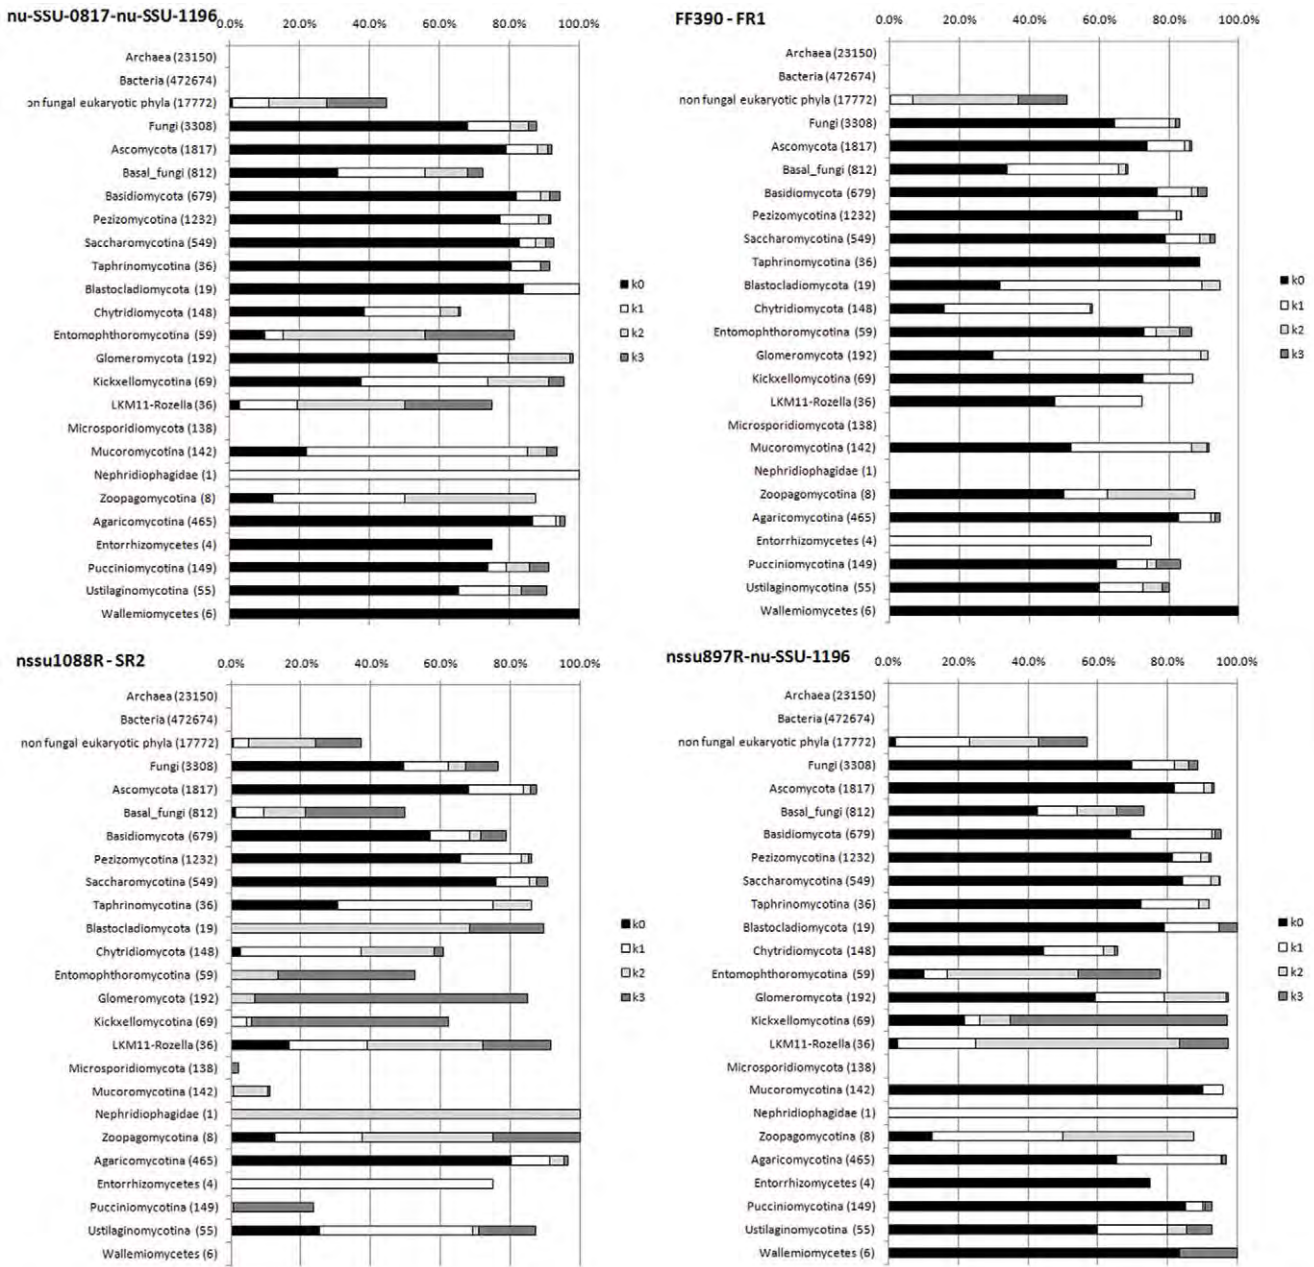 nu-SSU-0817-nu-SSU-1196
0.0% 20.0% 40.0% 60.0% 80.0% 100.0%
Archaea (23150)
Bacteria (472674)
on fungal eukaryotic phyla (17772)
Fungi (3308)
Ascomycota (1817)
Basal_fungi (812)
Basidiomycota (679)
Pezizomycotina (1232)
Saccharomycotina (549)
Taphrinomycotina (36)
Blastocladiomycota (19)
Chytridiomycota (148)
Entomophthoromycotina (59)
Glomeromycota (192)
Kickxellomycotina (69)
LKM11-Rozella (36)
Microsporidiomycota (138)
Mucoromycotina (142)
Nephridiophagidae (1)
Zoopagomycotina (8)
Agaricomycotina (465)
Entorrhizomycetes (4)
Pucciniomycotina (149)
Ustilaginomycotina (55)
Wallemiomycetes (6)
k0
k1
k2
k3
FF390 - FR1
0.0% 20.0% 40.0% 60.0% 80.0% 100.0%
Archaea (23150)
Bacteria (472674)
non fungal eukaryotic phyla (17772)
Fungi (3308)
Ascomycota (1817)
Basal_fungi (812)
Basidiomycota (679)
Pezizomycotina (1232)
Saccharomycotina (549)
Taphrinomycotina (36)
Blastocladiomycota (19)
Chytridiomycota (148)
Entomophthoromycotina (59)
Glomeromycota (192)
Kickxellomycotina (69)
LKM11-Rozella (36)
Microsporidiomycota (138)
Mucoromycotina (142)
Nephridiophagidae (1)
Zoopagomycotina (8)
Agaricomycotina (465)
Entorrhizomycetes (4)
Pucciniomycotina (149)
Ustilaginomycotina (55)
Wallemiomycetes (6)
k0
k1
k2
k3
nssu1088R - SR2
0.0% 20.0% 40.0% 60.0% 80.0% 100.0%
Archaea (23150)
Bacteria (472674)
non fungal eukaryotic phyla (17772)
Fungi (3308)
Ascomycota (1817)
Basal_fungi (812)
Basidiomycota (679)
Pezizomycotina (1232)
Saccharomycotina (549)
Taphrinomycotina (36)
Blastocladiomycota (19)
Chytridiomycota (148)
Entomophthoromycotina (59)
Glomeromycota (192)
Kickxellomycotina (69)
LKM11-Rozella (36)
Microsporidiomycota (138)
Mucoromycotina (142)
Nephridiophagidae (1)
Zoopagomycotina (8)
Agaricomycotina (465)
Entorrhizomycetes (4)
Pucciniomycotina (149)
Ustilaginomycotina (55)
Wallemiomycetes (6)
k0
k1
k2
k3
nssu897R-nu-SSU-1196
0.0% 20.0% 40.0% 60.0% 80.0% 100.0%
Archaea (23150)
Bacteria (472674)
non fungal eukaryotic phyla (17772)
Fungi (3308)
Ascomycota (1817)
Basal_fungi (812)
Basidiomycota (679)
Pezizomycotina (1232)
Saccharomycotina (549)
Taphrinomycotina (36)
Blastocladiomycota (19)
Chytridiomycota (148)
Entomophthoromycotina (59)
Glomeromycota (192)
Kickxellomycotina (69)
LKM11-Rozella (36)
Microsporidiomycota (138)
Mucoromycotina (142)
Nephridiophagidae (1)
Zoopagomycotina (8)
Agaricomycotina (465)
Entorrhizomycetes (4)
Pucciniomycotina (149)
Ustilaginomycotina (55)
Wallemiomycetes (6)
k0
k1
k2
k3